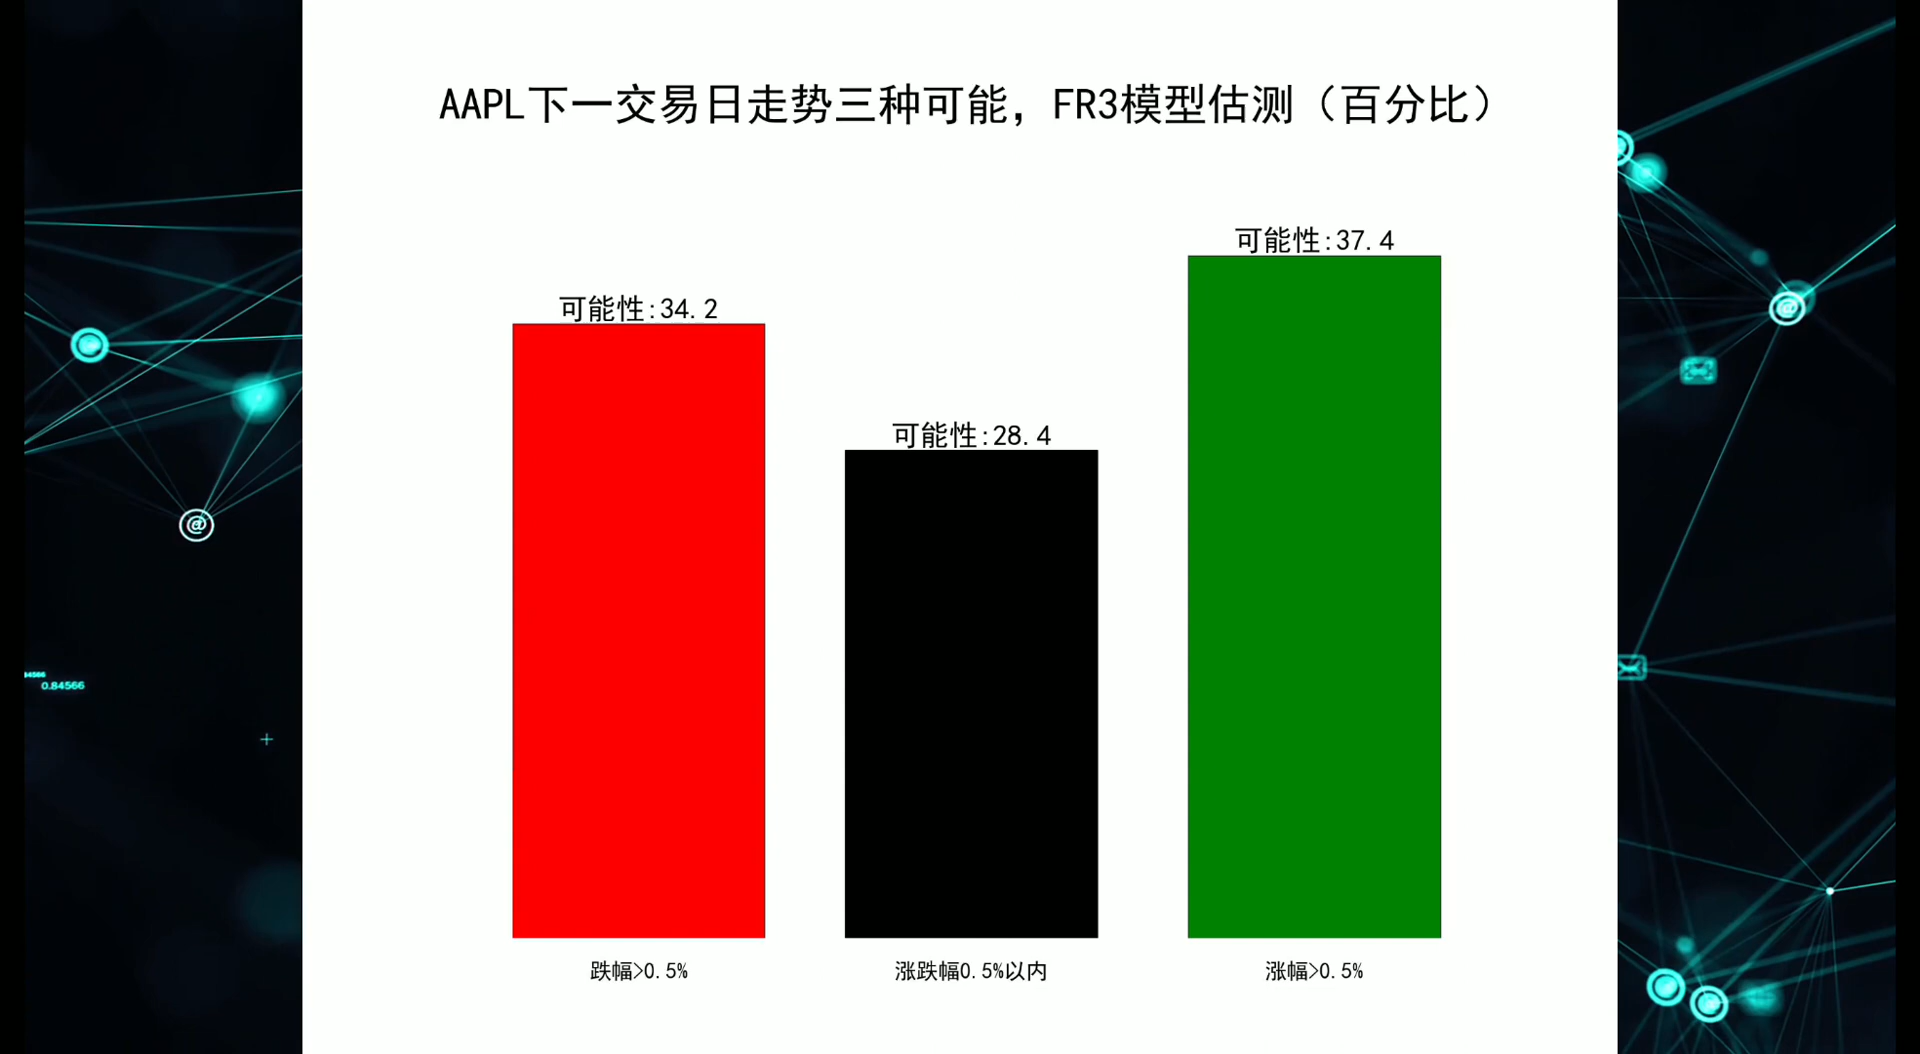 AAPL下一交易日走势三种可能，FR3模型估测（百分比）
可能性:37.4
可能性:34.2
可能性:28.4
@
@
0.84566
跌幅>0.5%
涨跌幅0.5%以内
涨幅>0.5%